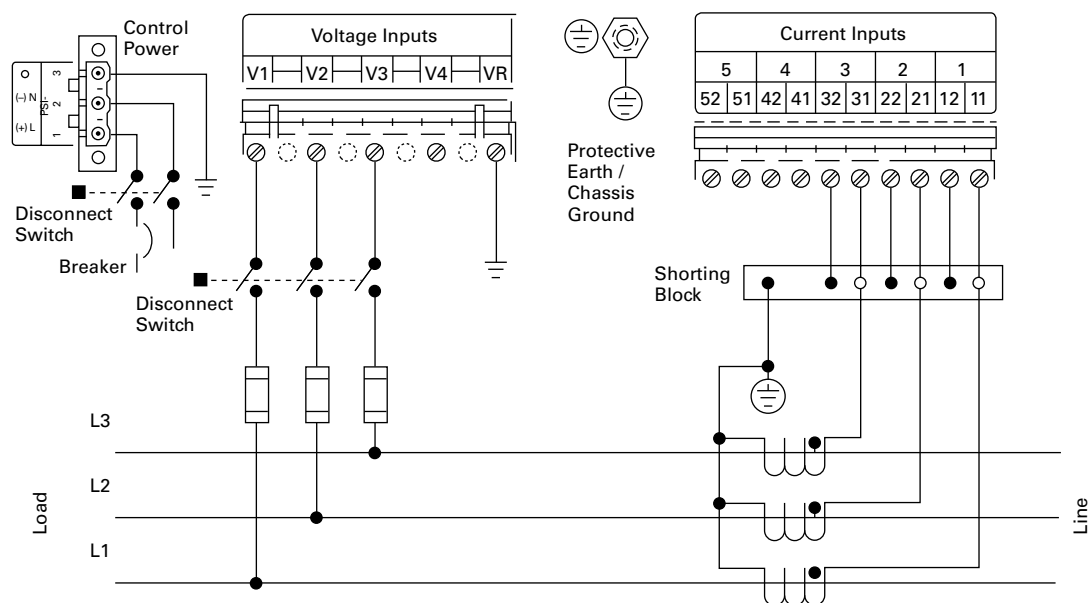 Control
Power
3
2
1
(–) N
(+) L
PSI-
Disconnect
Switch
Breaker
Voltage Inputs
V1 V2 V3 V4 VR
Disconnect
Switch
Protective
Earth /
Chassis
Ground
Current Inputs
5 4 3 2 1
52 51 42 41 32 31 22 21 12 11
Shorting
Block
L3
L2
L1
Load
Line